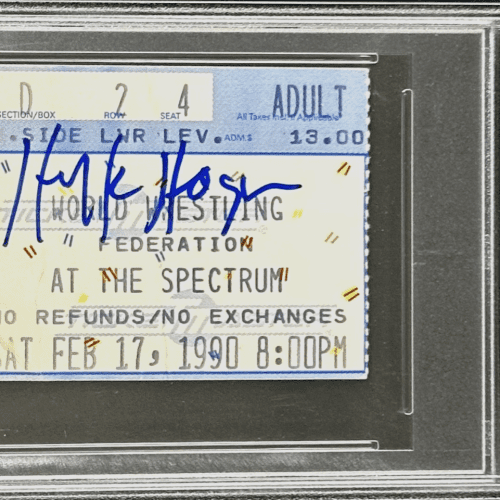 D 2 4 ADULT
SECTION/BOX ROW SEAT All Taxes Incl. If Applicable
SIDE LWR LEV. ADM.$ 13.00
Hulk Hogan
WORLD WRESTLING
FEDERATION
AT THE SPECTRUM
NO REFUNDS/NO EXCHANGES
SAT FEB 17, 1990 8:00PM